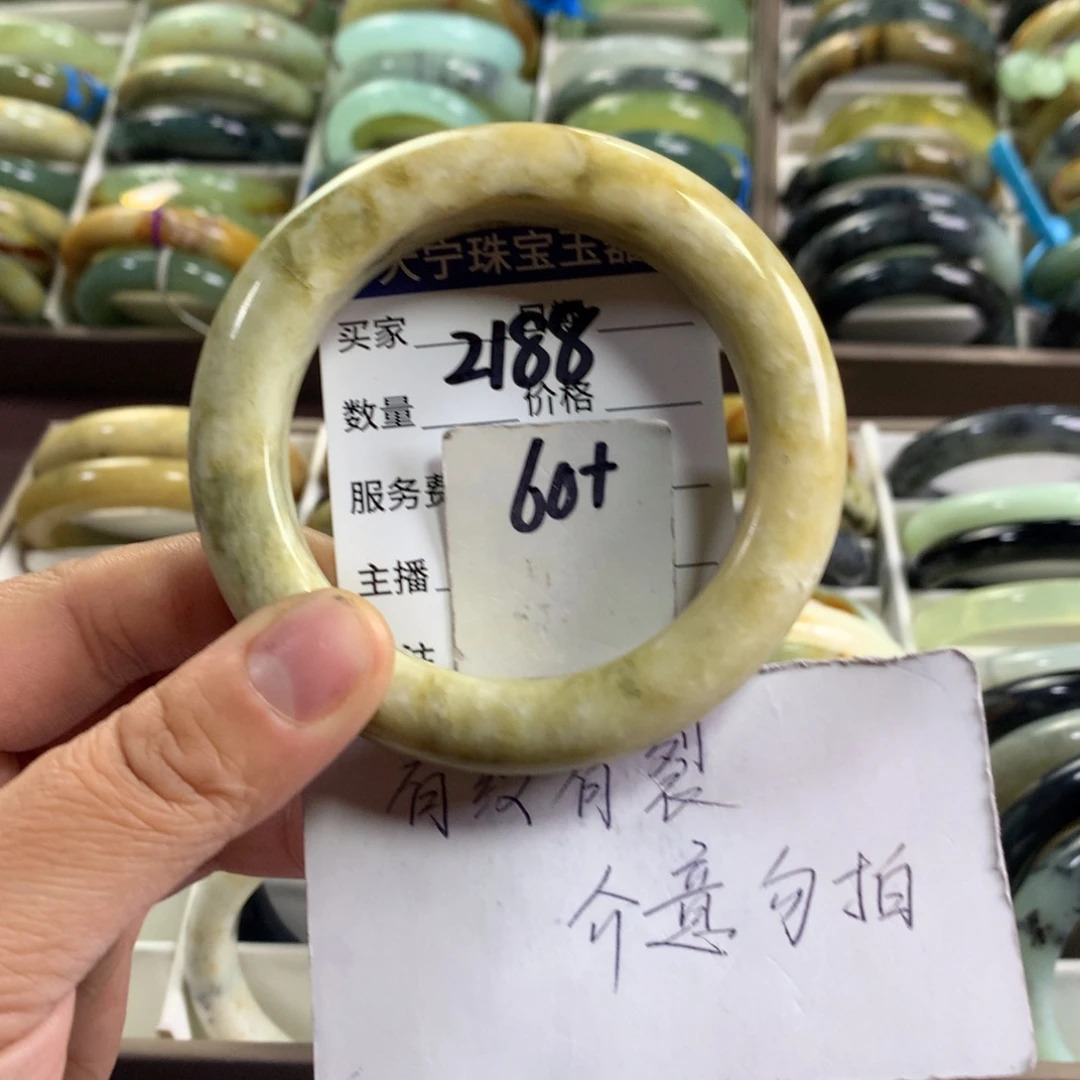 天宁珠宝玉器
买家 2188
数量 价格
60+
服务费
主播
有纹有裂
介意勿拍